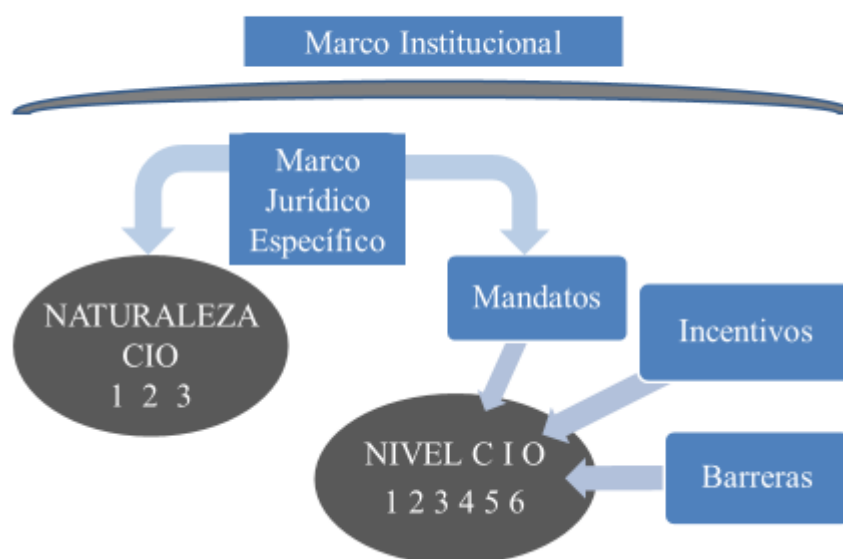 Marco Institucional
Marco
Jurídico
Específico
NATURALEZA
CIO
1 2 3
Mandatos
Incentivos
NIVEL C I O
1 2 3 4 5 6
Barreras